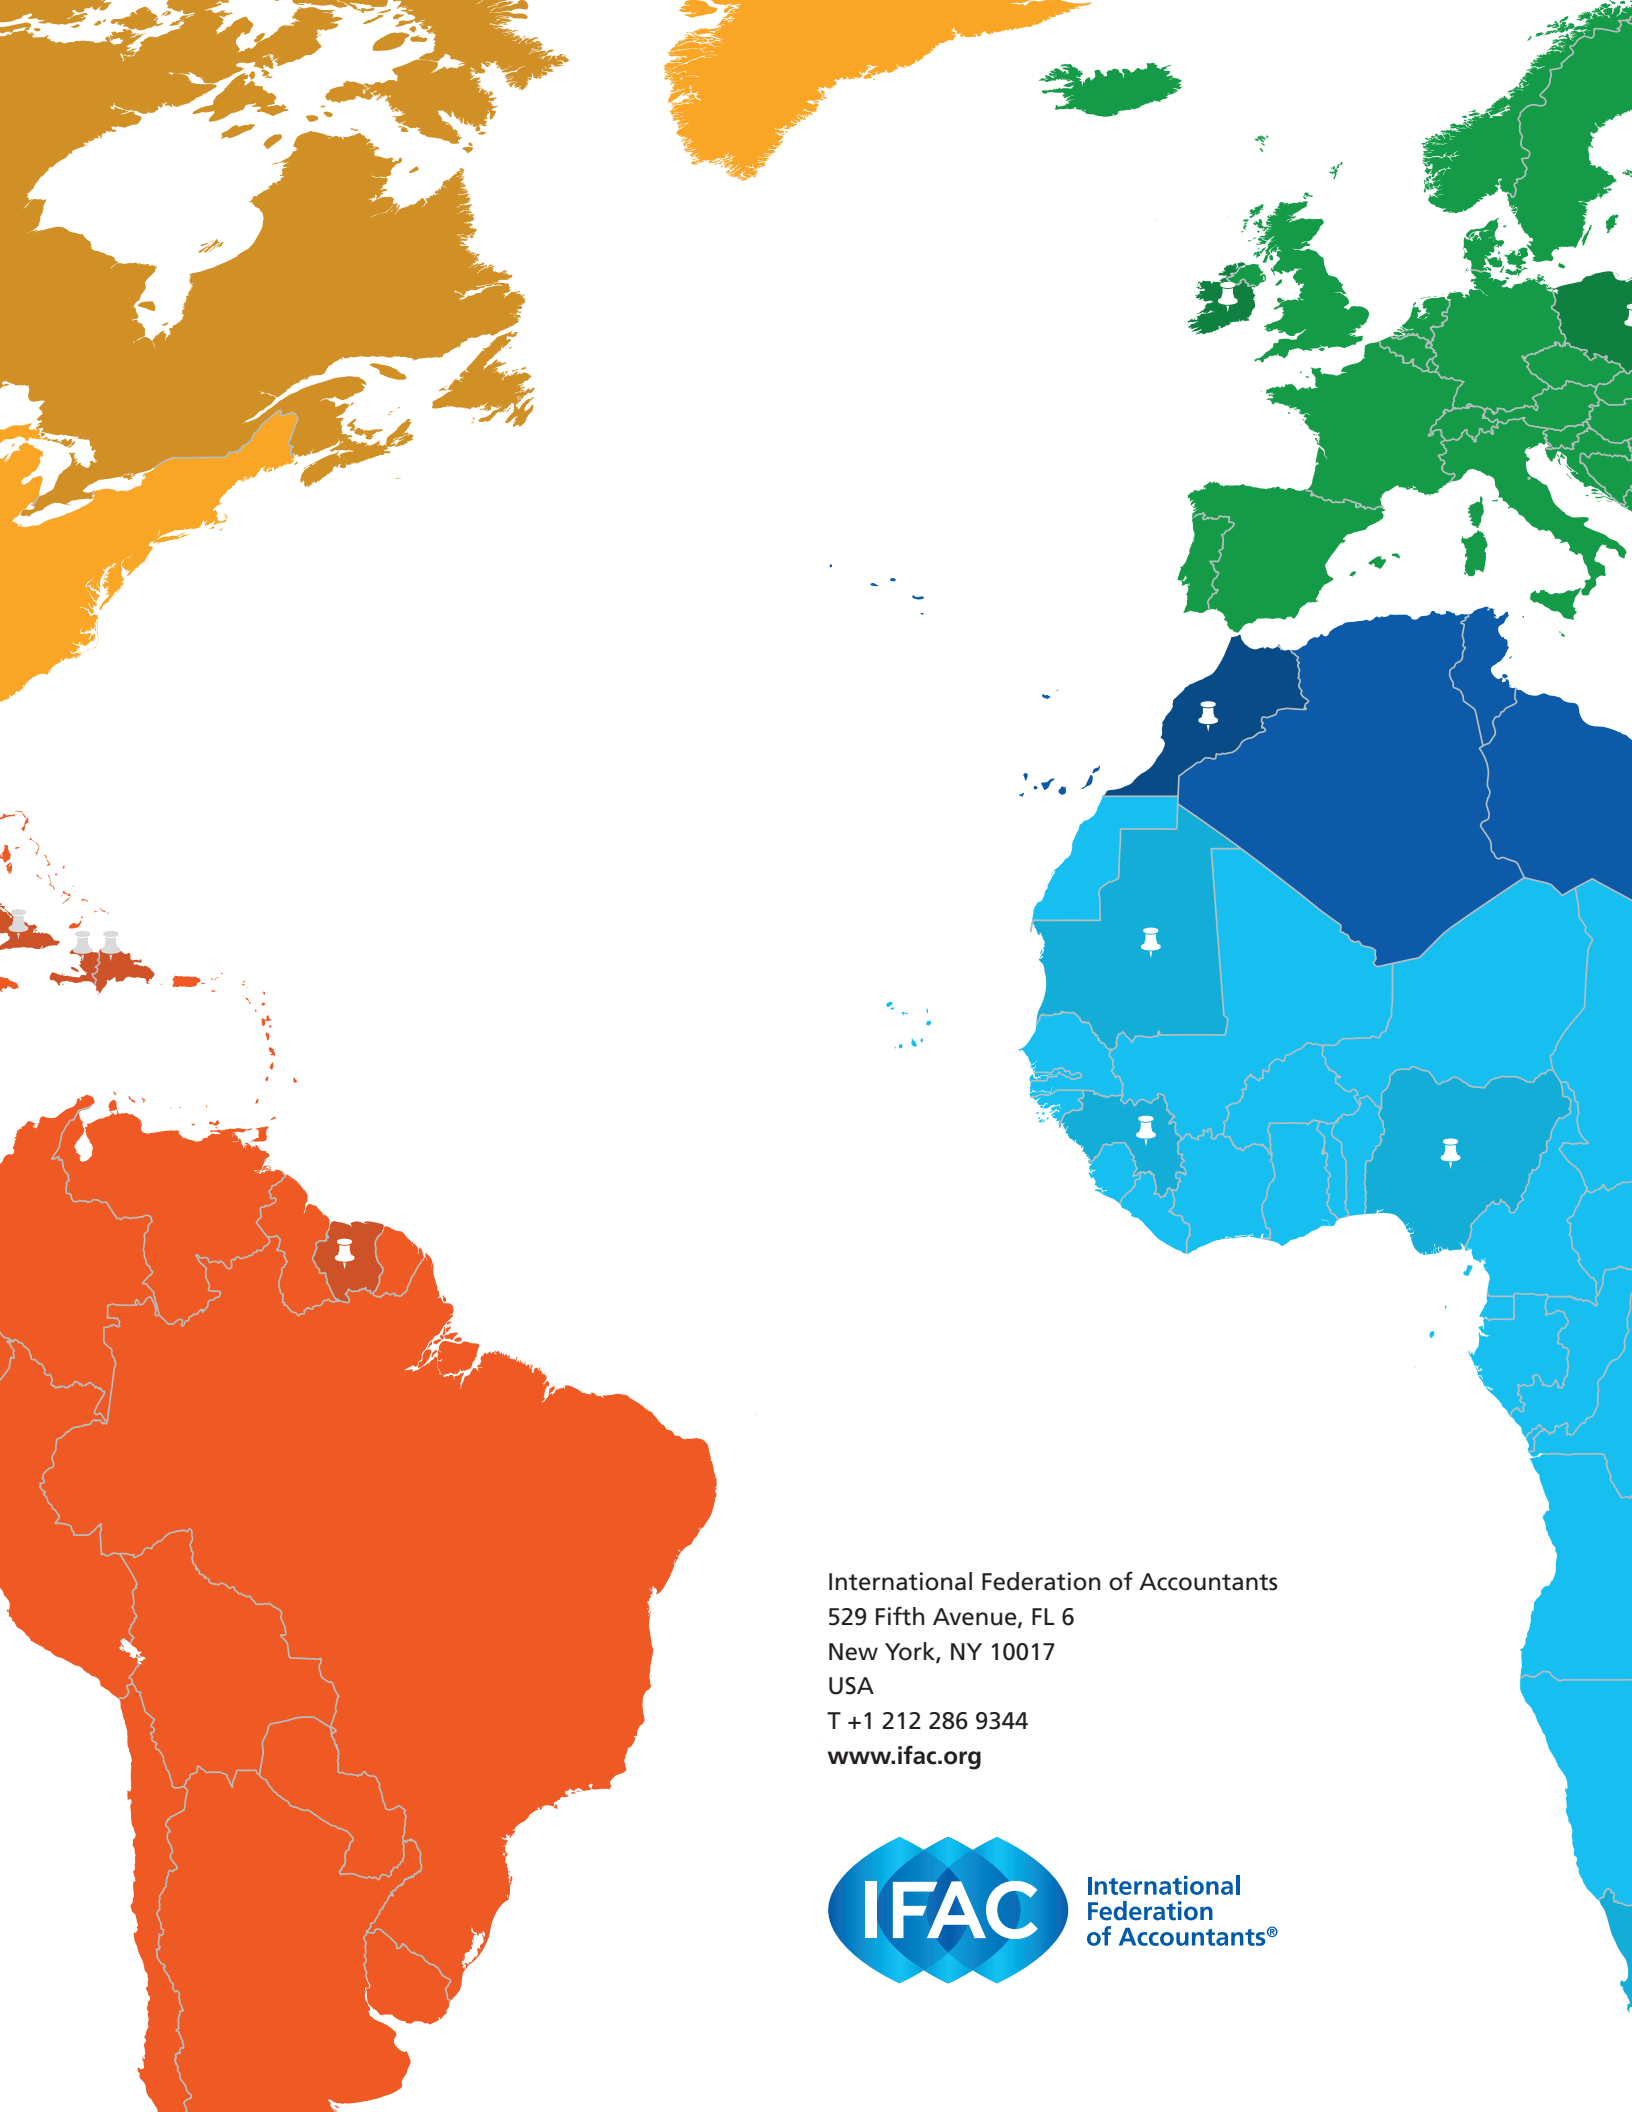 International Federation of Accountants
529 Fifth Avenue, FL 6
New York, NY 10017
USA
T +1 212 286 9344
www.ifac.org
IFAC
International
Federation
of Accountants®